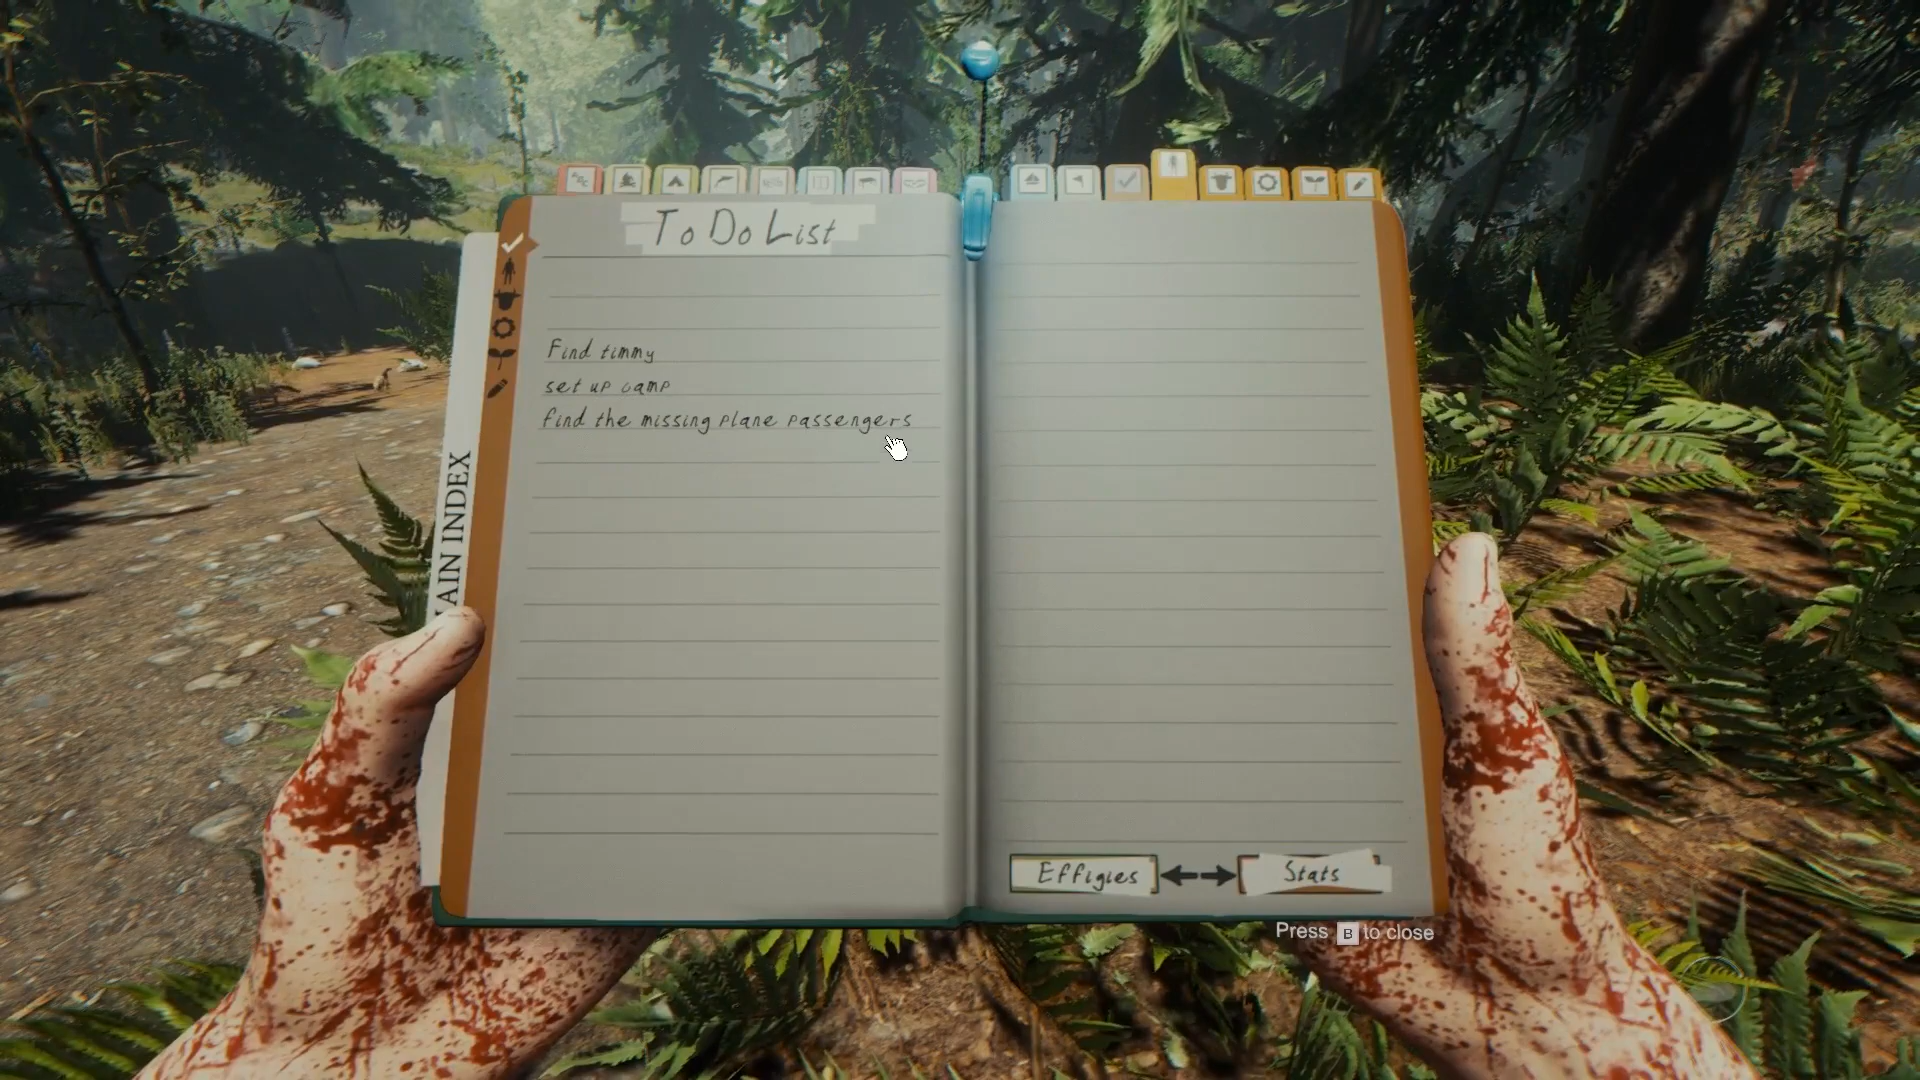 To Do List
Find timmy
set up camp
find the missing plane passengers
AIN INDEX
Effigies
Stats
Press B to close